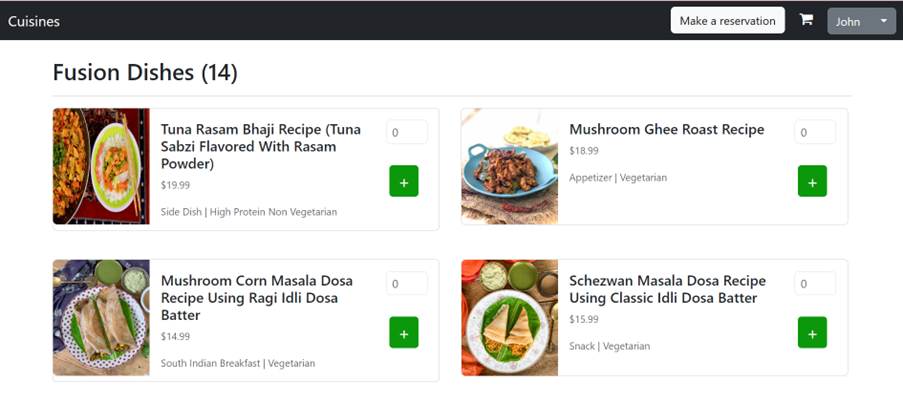 Cuisines
Make a reservation
John
Fusion Dishes (14)
Tuna Rasam Bhaji Recipe (Tuna
Sabzi Flavored With Rasam
Powder)
$19.99
Side Dish | High Protein Non Vegetarian
0
+
Mushroom Ghee Roast Recipe
$18.99
Appetizer | Vegetarian
0
+
Mushroom Corn Masala Dosa
Recipe Using Ragi Idli Dosa
Batter
$14.99
South Indian Breakfast | Vegetarian
0
+
Schezwan Masala Dosa Recipe
Using Classic Idli Dosa Batter
$15.99
Snack | Vegetarian
0
+